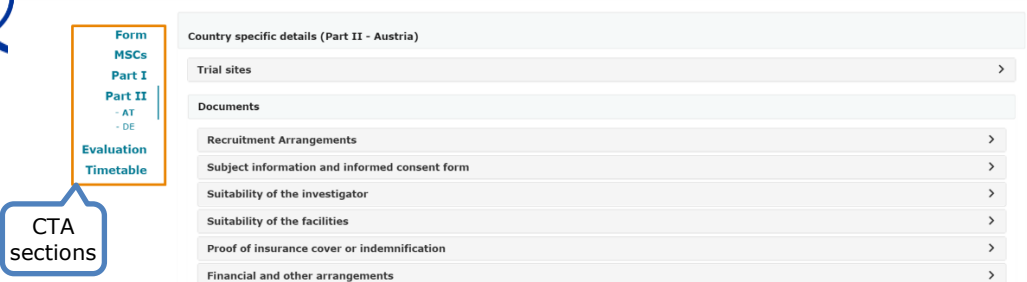 Form
MSCs
Part I
Part II
- AT
- DE
Evaluation
Timetable
CTA
sections
Country specific details (Part II - Austria)
Trial sites
Documents
Recruitment Arrangements
Subject information and informed consent form
Suitability of the investigator
Suitability of the facilities
Proof of insurance cover or indemnification
Financial and other arrangements